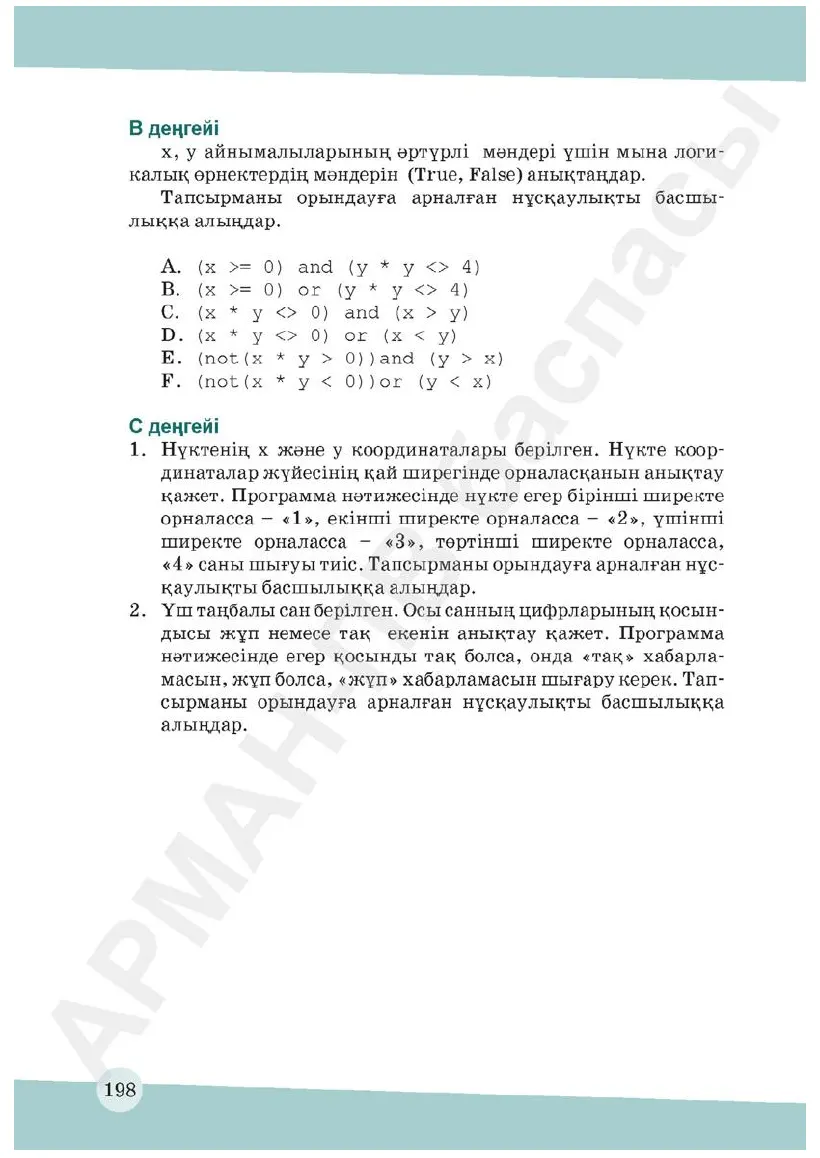 В деңгейі
х, у айнымалыларының әртүрлі мәндері үшін мына логи-
калық өрнектердің мәндерін (True, False) анықтаңдар.
Тапсырманы орындауға арналған нұсқаулықты басшы-
лыққа алыңдар.
A. (x >= 0) and (y * y <> 4)
B. (x >= 0) or (y * y <> 4)
C. (x * y <> 0) and (x > y)
D. (x * y <> 0) or (x < y)
E. (not(x * y > 0))and (y > x)
F. (not(x * y < 0))or (y < x)
С деңгейі
1. Нүктенің х және у координаталары берілген. Нүкте коор-
динаталар жүйесінің қай ширегінде орналасқанын анықтау
қажет. Программа нәтижесінде нүкте егер бірінші ширекте
орналасса – «1», екінші ширекте орналасса – «2», үшінші
ширекте орналасса – «3», төртінші ширекте орналасса,
«4» саны шығуы тиіс. Тапсырманы орындауға арналған нұс-
қаулықты басшылыққа алыңдар.
2. Үш таңбалы сан берілген. Осы санның цифрларының қосын-
дысы жұп немесе тақ екенін анықтау қажет. Программа
нәтижесінде егер қосынды тақ болса, онда «тақ» хабарла-
масын, жұп болса, «жұп» хабарламасын шығару керек. Тап-
сырманы орындауға арналған нұсқаулықты басшылыққа
алыңдар.
АРМАН-ПВ баспасы
198